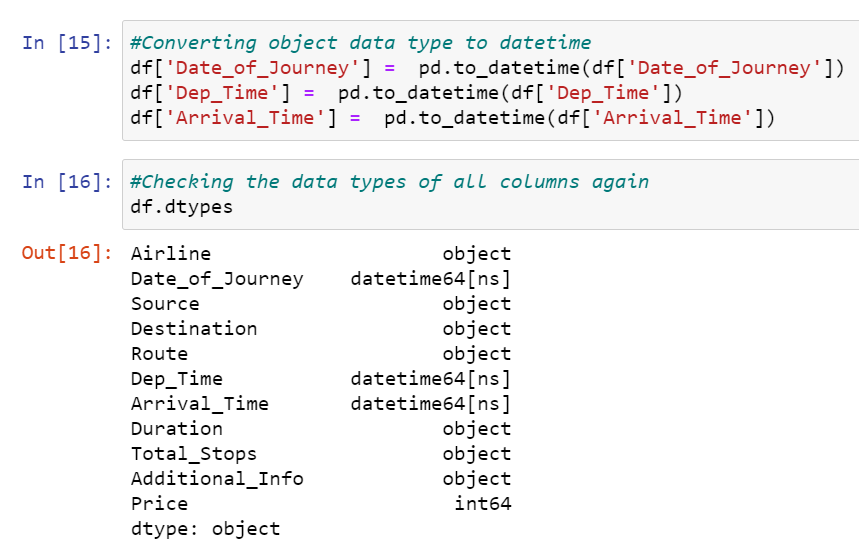 In [15]: #Converting object data type to datetime
df['Date_of_Journey'] =  pd.to_datetime(df['Date_of_Journey'])
df['Dep_Time'] =  pd.to_datetime(df['Dep_Time'])
df['Arrival_Time'] =  pd.to_datetime(df['Arrival_Time'])
In [16]: #Checking the data types of all columns again
df.dtypes
Out[16]: Airline                    object
Date_of_Journey    datetime64[ns]
Source                     object
Destination                object
Route                      object
Dep_Time           datetime64[ns]
Arrival_Time       datetime64[ns]
Duration                   object
Total_Stops                object
Additional_Info            object
Price                       int64
dtype: object